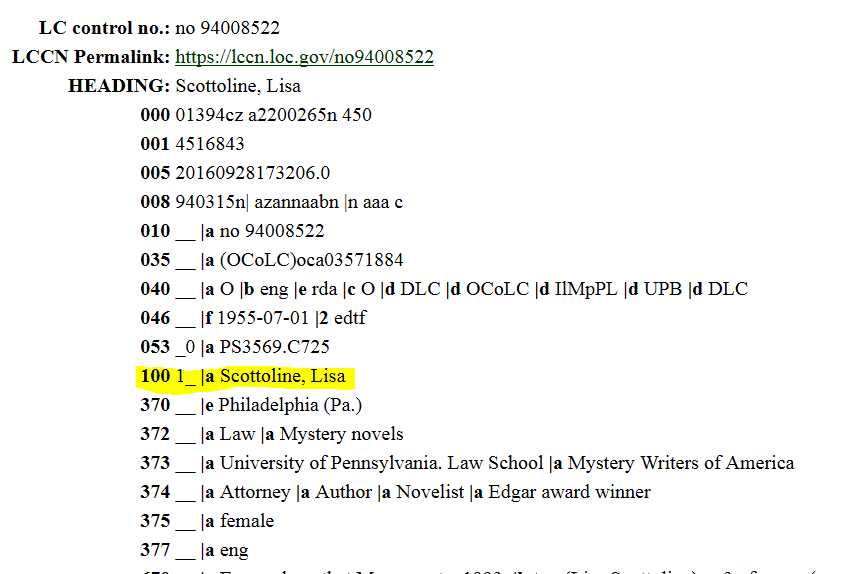 LC control no.: no 94008522
LCCN Permalink: https://lccn.loc.gov/no94008522
HEADING: Scottoline, Lisa
000 01394cz a2200265n 450
001 4516843
005 20160928173206.0
008 940315n| azannaabn |n aaa c
010 __ |a no 94008522
035 __ |a (OCoLC)oca03571884
040 __ |a O |b eng |e rda |c O |d DLC |d OCoLC |d IlMpPL |d UPB |d DLC
046 __ |f 1955-07-01 |2 edtf
053 _0 |a PS3569.C725
100 1_ |a Scottoline, Lisa
370 __ |e Philadelphia (Pa.)
372 __ |a Law |a Mystery novels
373 __ |a University of Pennsylvania. Law School |a Mystery Writers of America
374 __ |a Attorney |a Author |a Novelist |a Edgar award winner
375 __ |a female
377 __ |a eng